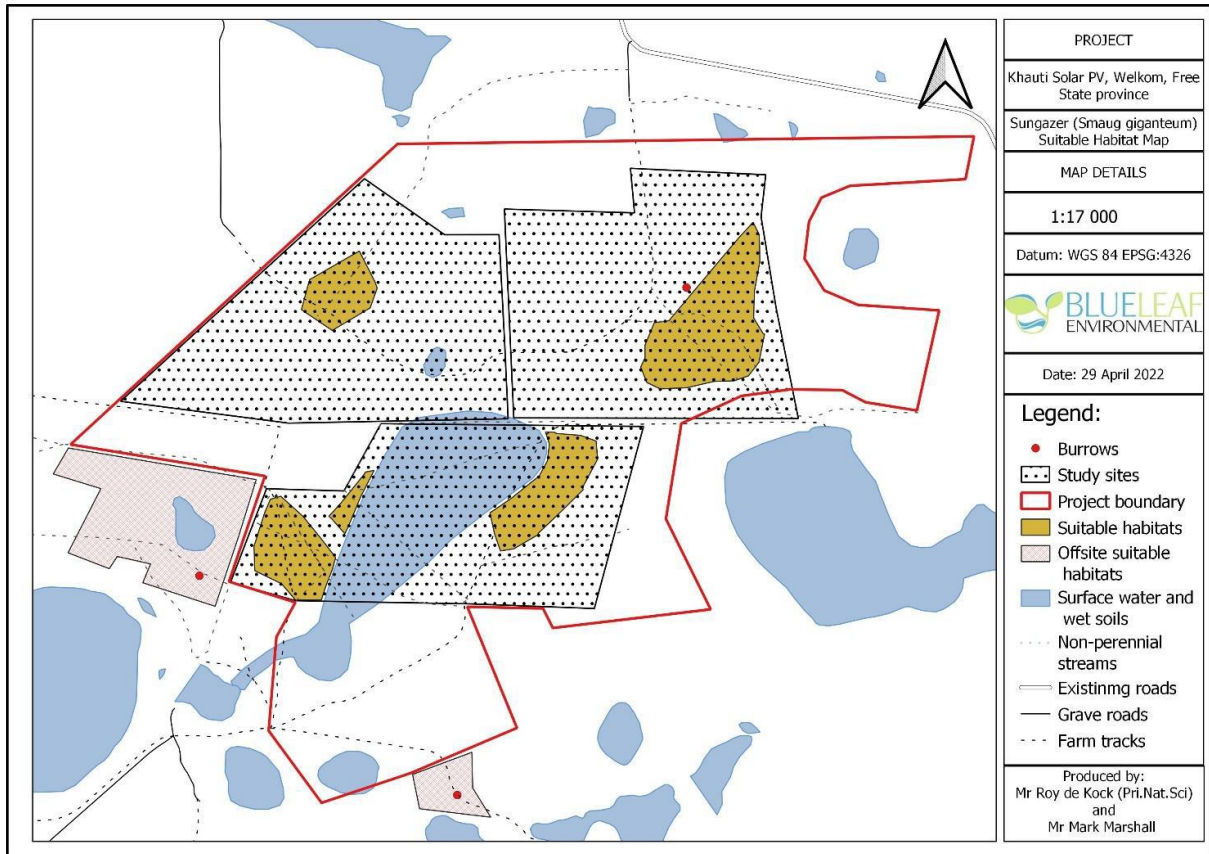 PROJECT
Khauti Solar PV, Welkom, Free
State province
Sungazer (Smaug giganteum)
Suitable Habitat Map
MAP DETAILS
1:17 000
Datum: WGS 84 EPSG:4326
BLUELEAF
ENVIRONMENTAL
Date: 29 April 2022
Legend:
Burrows
Study sites
Project boundary
Suitable habitats
Offsite suitable
habitats
Surface water and
wet soils
Non-perennial
streams
Existinmg roads
Grave roads
Farm tracks
Produced by:
Mr Roy de Kock (Pri.Nat.Sci)
and
Mr Mark Marshall